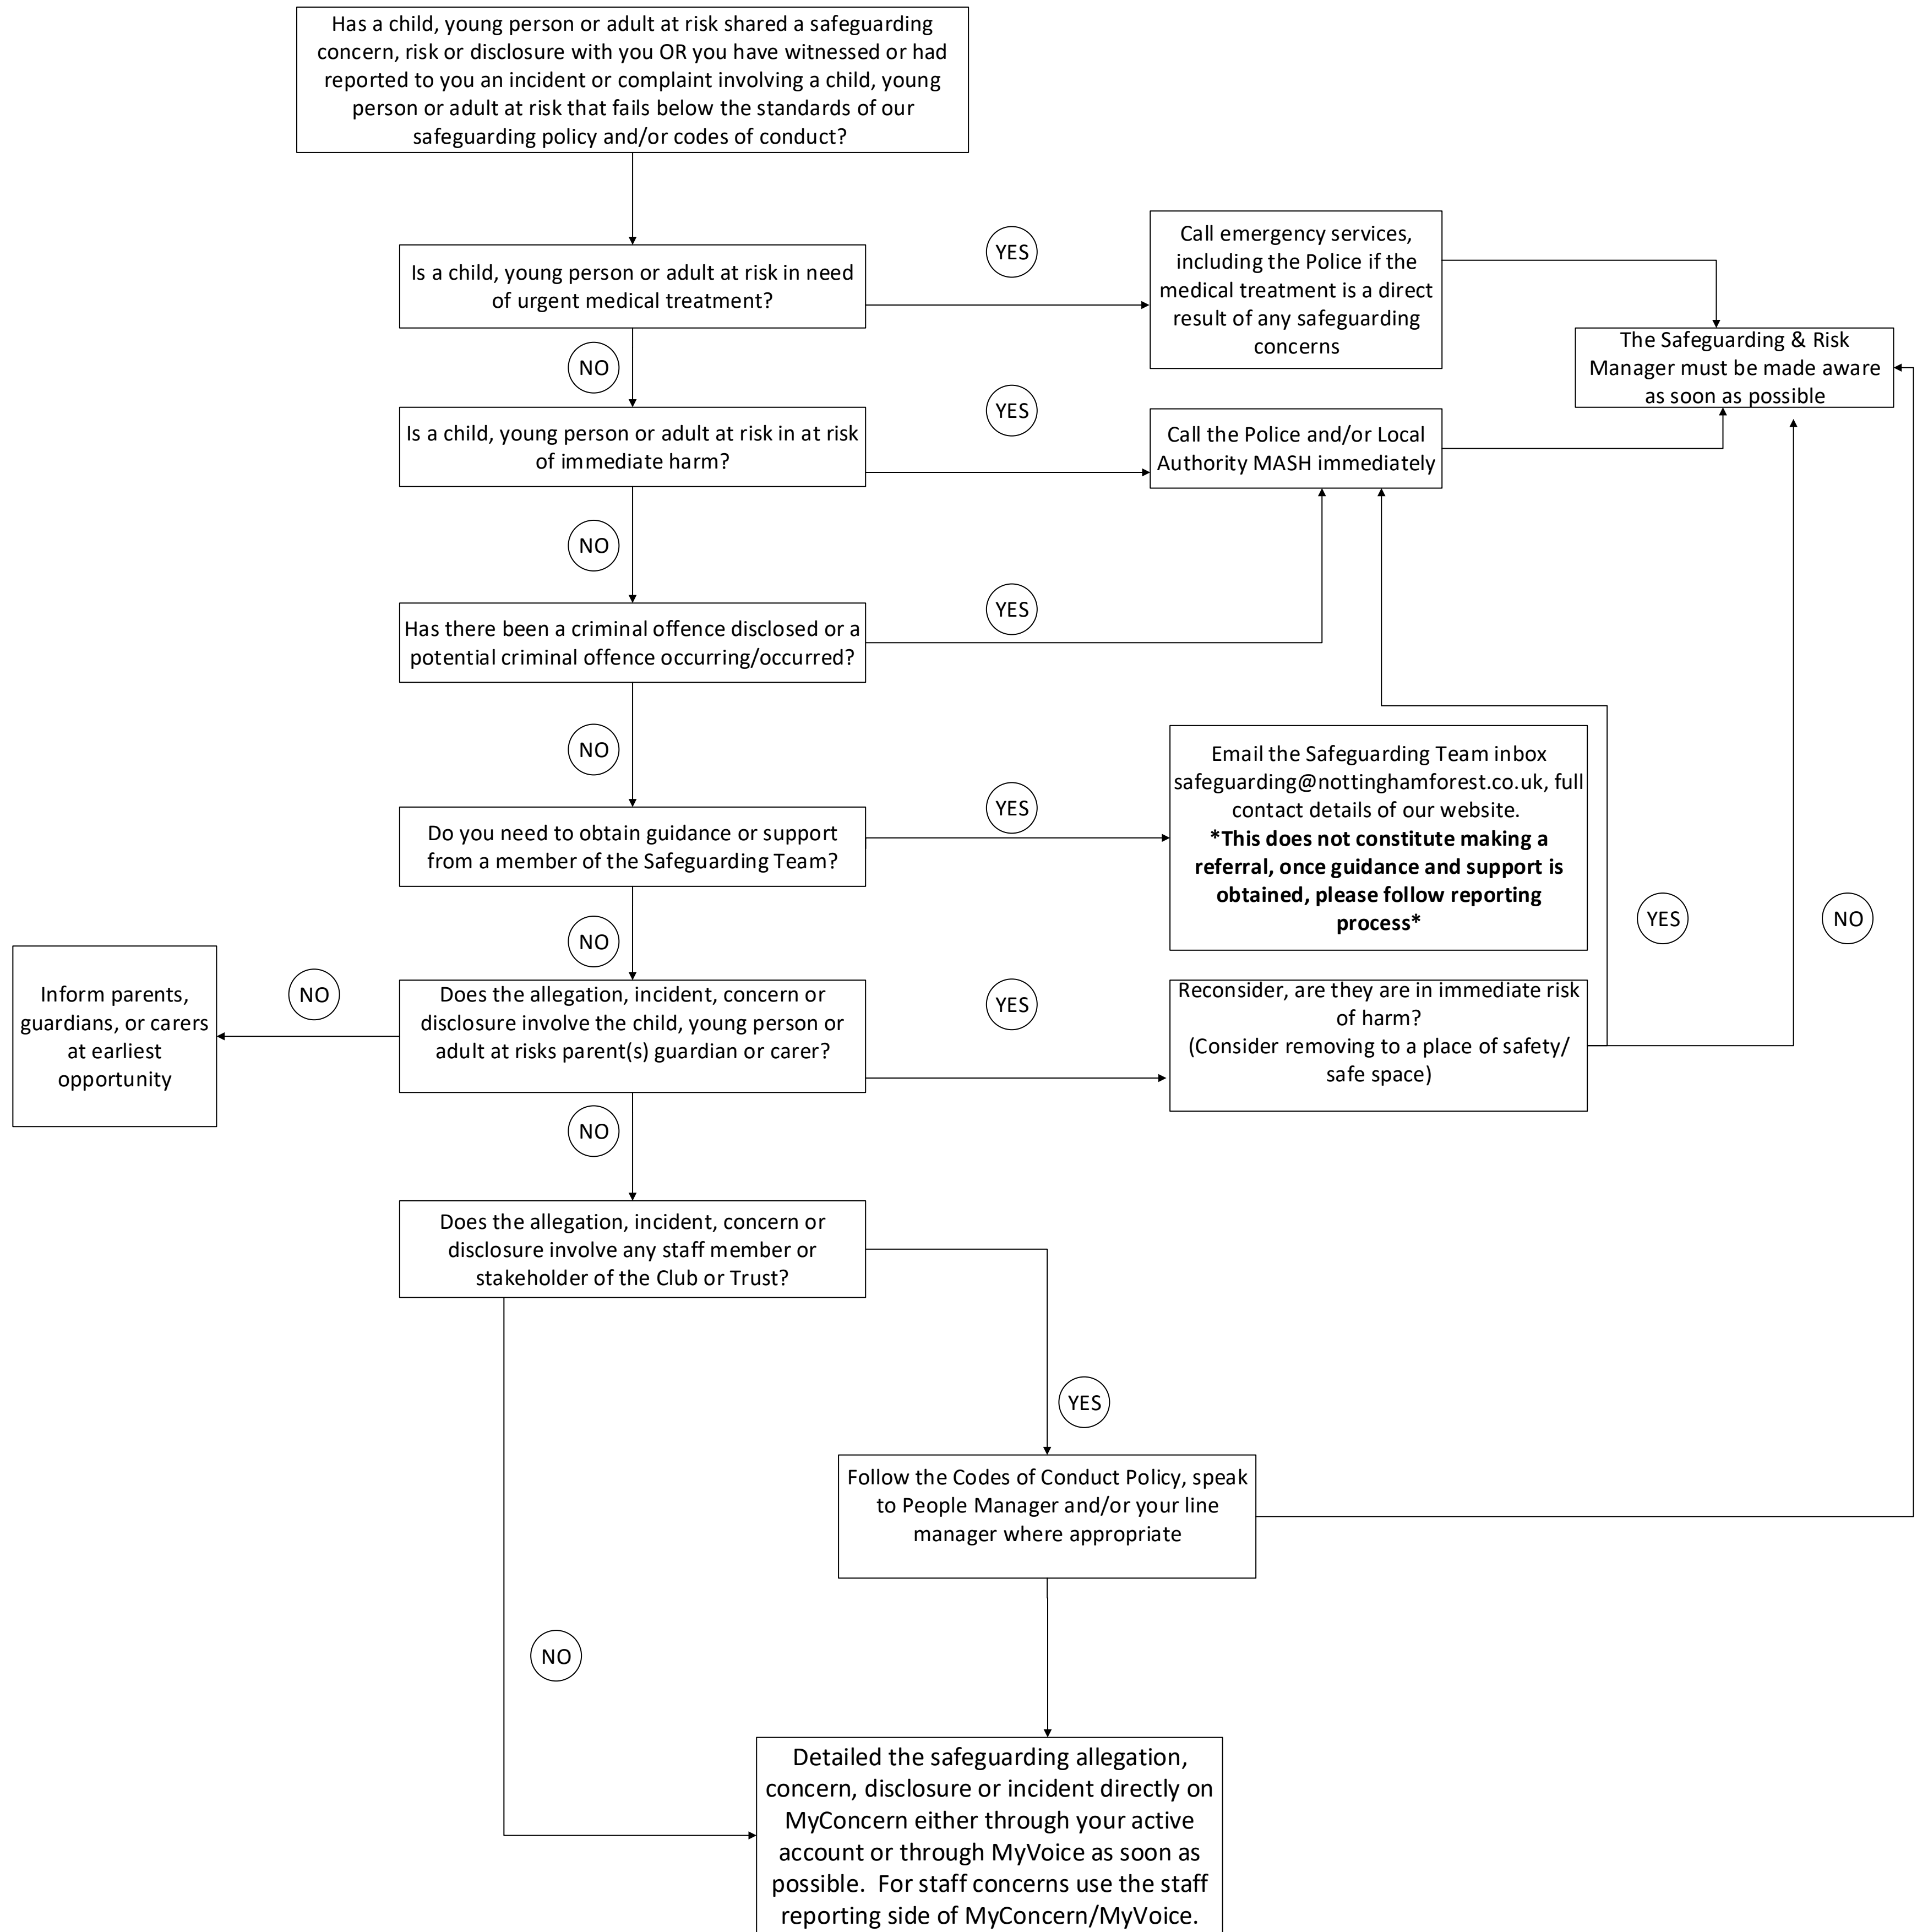 Has a child, young person or adult at risk shared a safeguarding
concern, risk or disclosure with you OR you have witnessed or had
reported to you an incident or complaint involving a child, young
person or adult at risk that fails below the standards of our
safeguarding policy and/or codes of conduct?
Is a child, young person or adult at risk in need
of urgent medical treatment?
YES
Call emergency services,
including the Police if the
medical treatment is a direct
result of any safeguarding
concerns
The Safeguarding & Risk
Manager must be made aware
as soon as possible
NO
Is a child, young person or adult at risk in at risk
of immediate harm?
YES
Call the Police and/or Local
Authority MASH immediately
NO
Has there been a criminal offence disclosed or a
potential criminal offence occurring/occurred?
YES
NO
Do you need to obtain guidance or support
from a member of the Safeguarding Team?
YES
Email the Safeguarding Team inbox
safeguarding@nottinghamforest.co.uk, full
contact details of our website.
*This does not constitute making a
referral, once guidance and support is
obtained, please follow reporting
process*
YES
NO
NO
Inform parents,
guardians, or carers
at earliest
opportunity
NO
Does the allegation, incident, concern or
disclosure involve the child, young person or
adult at risks parent(s) guardian or carer?
YES
Reconsider, are they are in immediate risk
of harm?
(Consider removing to a place of safety/
safe space)
NO
Does the allegation, incident, concern or
disclosure involve any staff member or
stakeholder of the Club or Trust?
YES
Follow the Codes of Conduct Policy, speak
to People Manager and/or your line
manager where appropriate
NO
Detailed the safeguarding allegation,
concern, disclosure or incident directly on
MyConcern either through your active
account or through MyVoice as soon as
possible.  For staff concerns use the staff
reporting side of MyConcern/MyVoice.